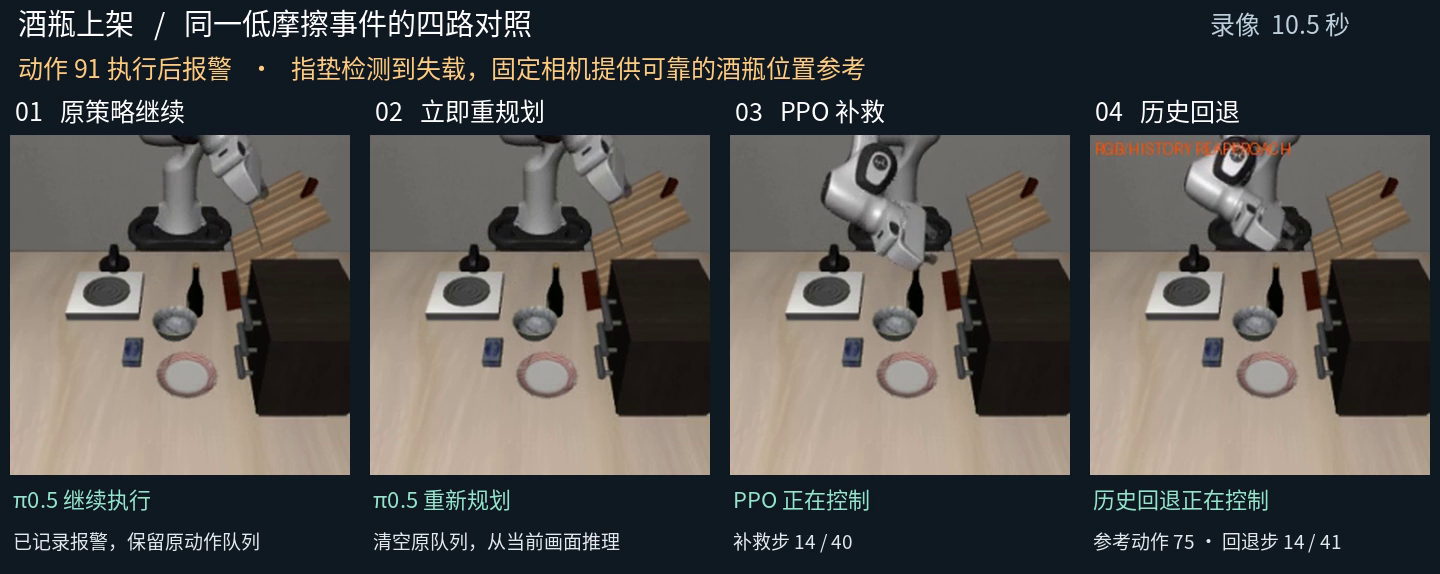 酒瓶上架 / 同一低摩擦事件的四路对照
录像 10.5 秒
动作 91 执行后报警 · 指垫检测到失载，固定相机提供可靠的酒瓶位置参考
01 原策略继续
02 立即重规划
03 PPO 补救
04 历史回退
RGB/HISTORY REAPPROACH
π0.5 继续执行
π0.5 重新规划
PPO 正在控制
历史回退正在控制
已记录报警，保留原动作队列
清空原队列，从当前画面推理
补救步 14 / 40
参考动作 75 · 回退步 14 / 41